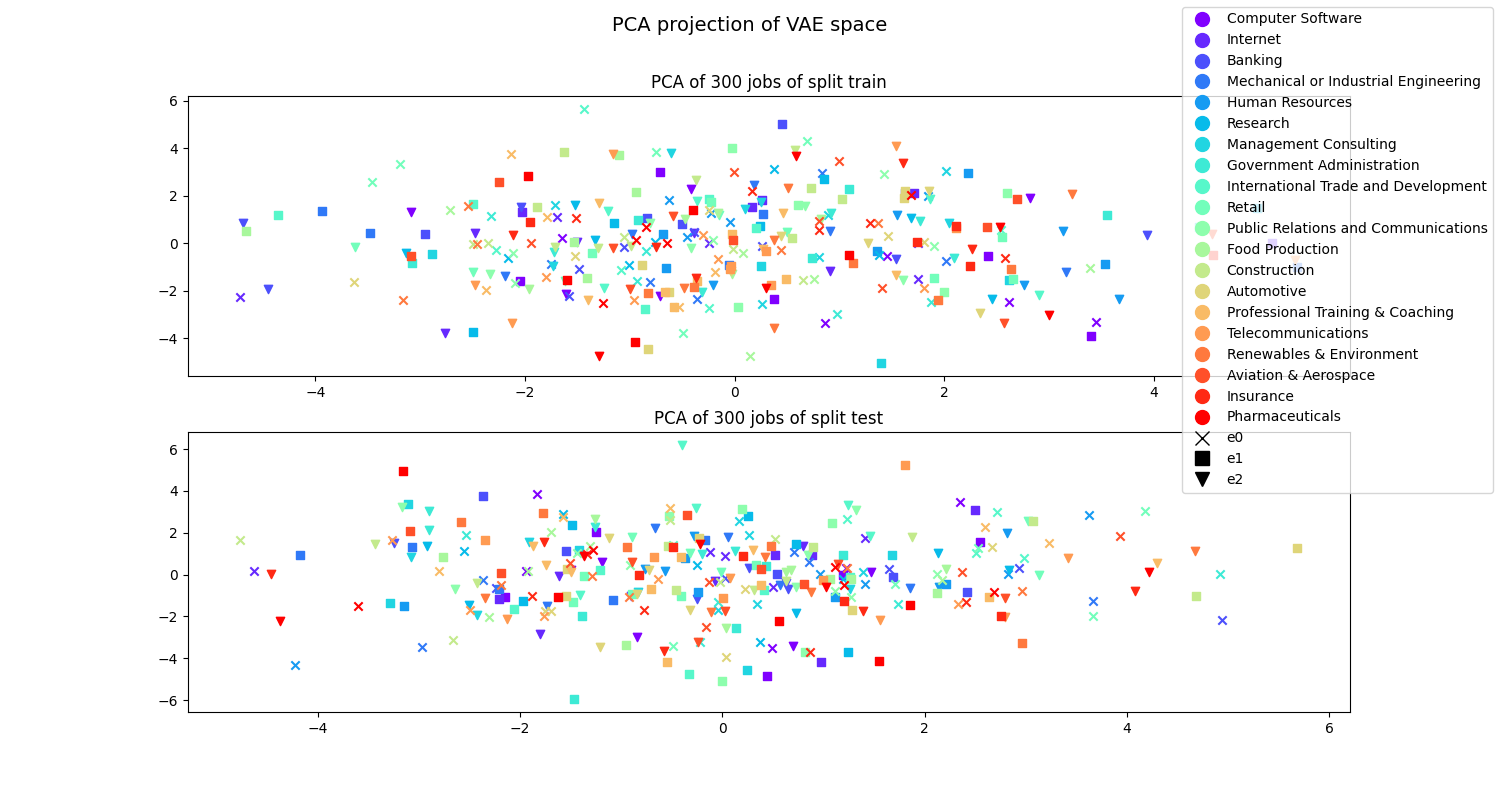 PCA projection of VAE space
PCA of 300 jobs of split train
6
4
2
0
−2
−4
−4
−2
0
2
4
PCA of 300 jobs of split test
6
4
2
0
−2
−4
−6
−4
−2
0
2
4
6
Computer Software
Internet
Banking
Mechanical or Industrial Engineering
Human Resources
Research
Management Consulting
Government Administration
International Trade and Development
Retail
Public Relations and Communications
Food Production
Construction
Automotive
Professional Training & Coaching
Telecommunications
Renewables & Environment
Aviation & Aerospace
Insurance
Pharmaceuticals
e0
e1
e2